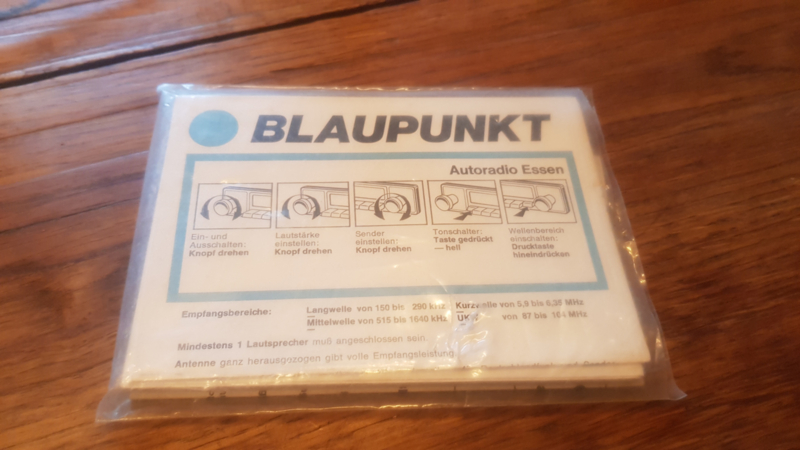 BLAUPUNKT
Autoradio Essen
Ein- und
Ausschalten:
Knopf drehen
Lautstärke
einstellen:
Knopf drehen
Sender
einstellen:
Knopf drehen
Tonschalter:
Taste gedrückt
— hell
Wellenbereich
einschalten:
Drucktaste
hineindrücken
Empfangsbereiche:
Langwelle von 150 bis 290 kHz
Kurzwelle von 5.9 bis MHz
Mittelwelle von 515 bis 1640 kHz
von 87 bis MHz
Mindestens 1 Lautsprecher muß angeschlossen sein
Antenne ganz herausgezogen gibt volle Empfangsleistung